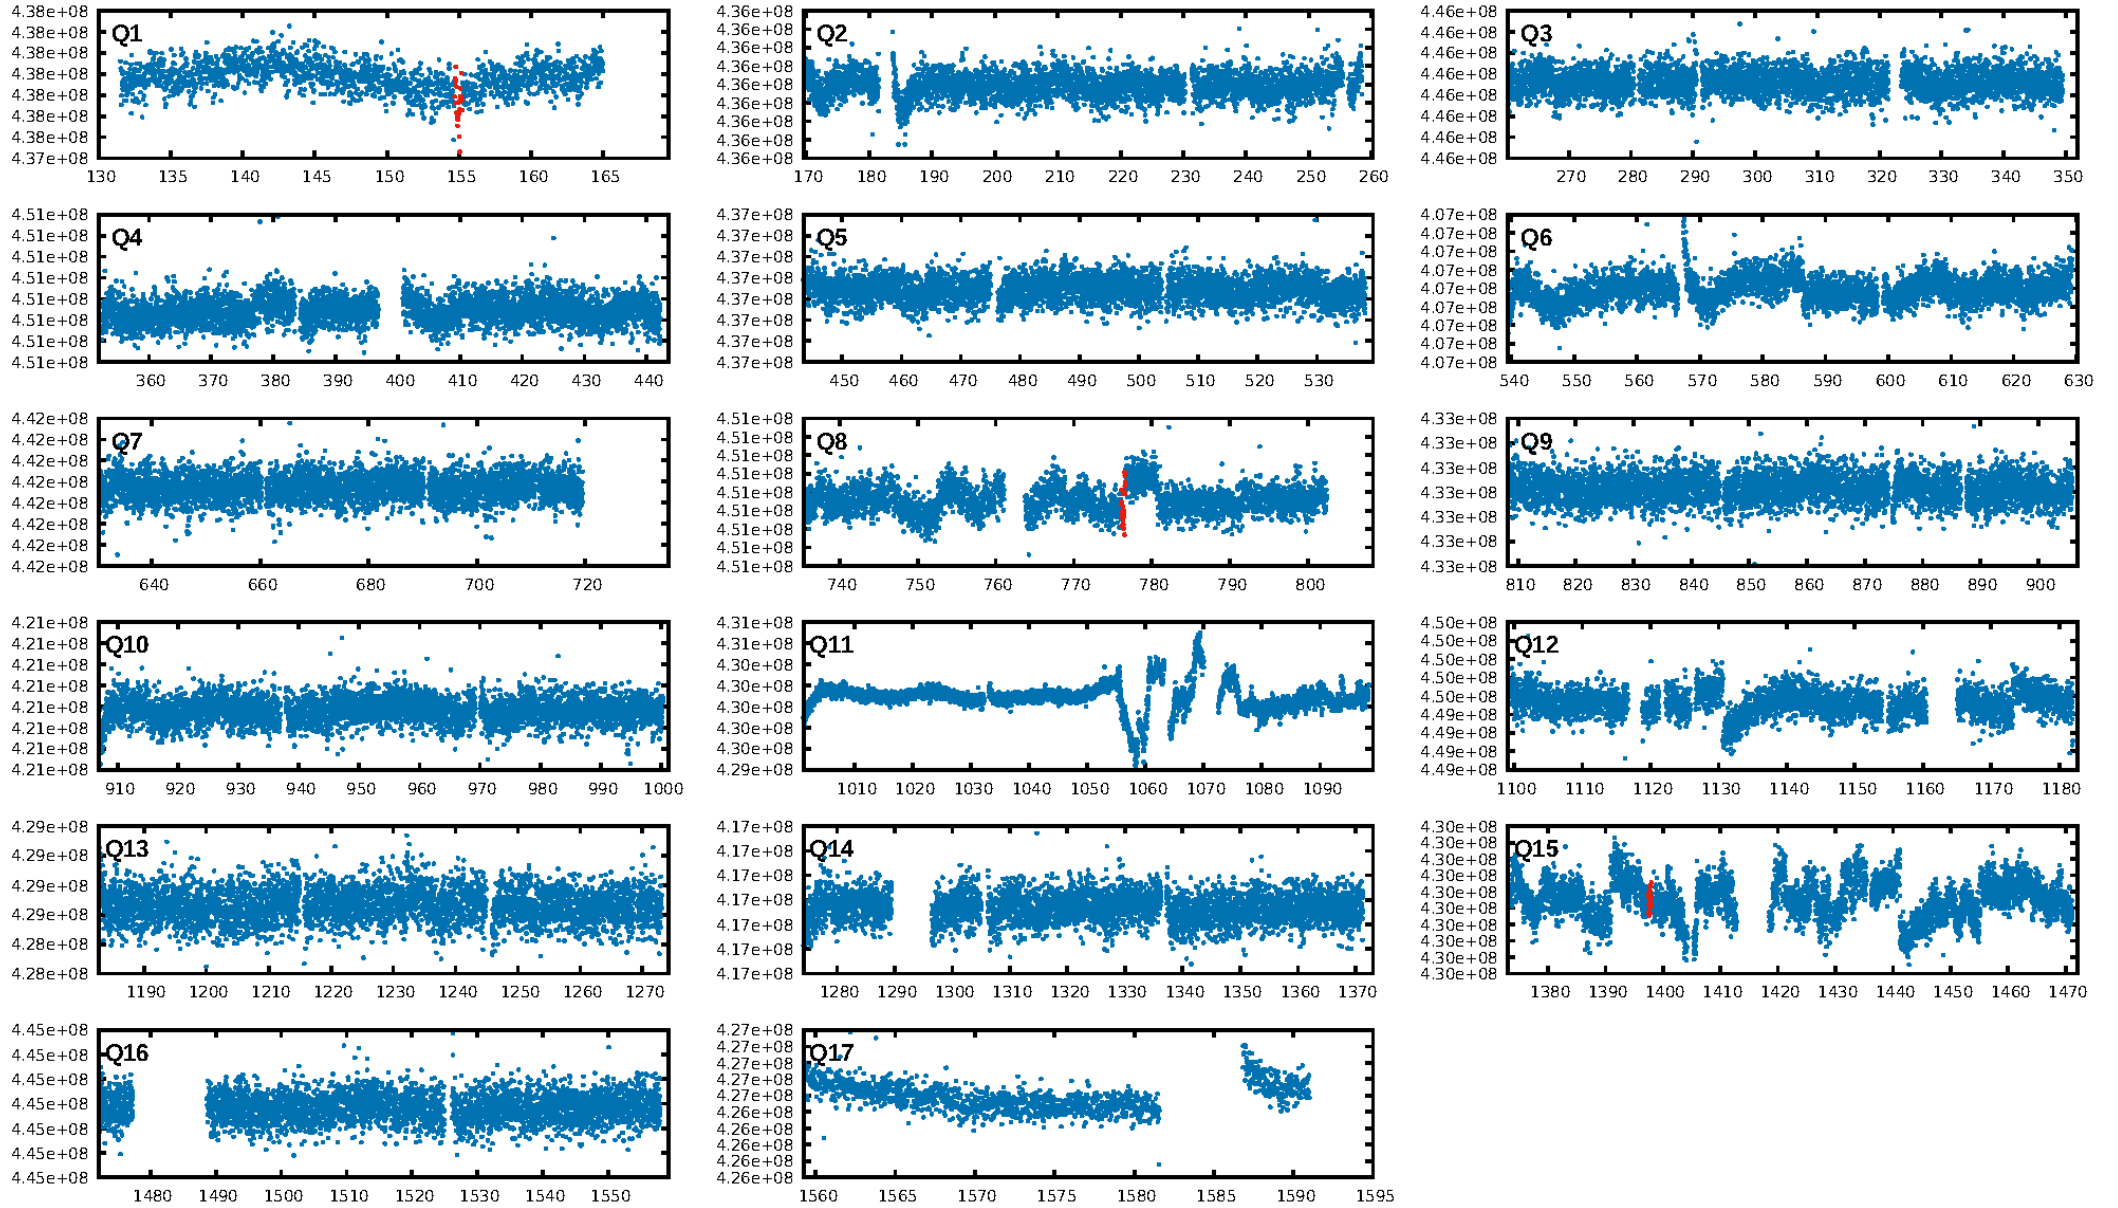 4.38e+08 4.38e+08 4.38e+08 4.38e+08 4.38e+08 4.38e+08 4.38e+08 4.37e+08
Q1
130 135 140 145 150 155 160 165
4.36e+08 4.36e+08 4.36e+08 4.36e+08 4.36e+08 4.36e+08 4.36e+08 4.36e+08 4.36e+08
Q2
170 180 190 200 210 220 230 240 250 260
4.46e+08 4.46e+08 4.46e+08 4.46e+08 4.46e+08 4.46e+08 4.46e+08 4.46e+08
Q3
270 280 290 300 310 320 330 340 350
4.51e+08 4.51e+08 4.51e+08 4.51e+08 4.51e+08 4.51e+08 4.51e+08 4.51e+08
Q4
360 370 380 390 400 410 420 430 440
4.37e+08 4.37e+08 4.37e+08 4.37e+08 4.37e+08 4.37e+08 4.37e+08 4.37e+08
Q5
450 460 470 480 490 500 510 520 530
4.07e+08 4.07e+08 4.07e+08 4.07e+08 4.07e+08 4.07e+08 4.07e+08 4.07e+08 4.07e+08
Q6
540 550 560 570 580 590 600 610 620 630
4.42e+08 4.42e+08 4.42e+08 4.42e+08 4.42e+08 4.42e+08 4.42e+08 4.42e+08
Q7
640 660 680 700 720
4.51e+08 4.51e+08 4.51e+08 4.51e+08 4.51e+08 4.51e+08 4.51e+08 4.51e+08 4.51e+08
Q8
740 750 760 770 780 790 800
4.33e+08 4.33e+08 4.33e+08 4.33e+08 4.33e+08 4.33e+08 4.33e+08
Q9
810 820 830 840 850 860 870 880 890 900
4.21e+08 4.21e+08 4.21e+08 4.21e+08 4.21e+08 4.21e+08 4.21e+08 4.21e+08
Q10
910 920 930 940 950 960 970 980 990 1000
4.31e+08 4.31e+08 4.30e+08 4.30e+08 4.30e+08 4.30e+08 4.30e+08 4.29e+08
Q11
1010 1020 1030 1040 1050 1060 1070 1080 1090
4.50e+08 4.50e+08 4.50e+08 4.50e+08 4.50e+08 4.49e+08 4.49e+08 4.49e+08 4.49e+08
Q12
1100 1110 1120 1130 1140 1150 1160 1170 1180
4.29e+08 4.29e+08 4.29e+08 4.29e+08 4.28e+08 4.28e+08
Q13
1190 1200 1210 1220 1230 1240 1250 1260 1270
4.17e+08 4.17e+08 4.17e+08 4.17e+08 4.17e+08 4.17e+08 4.17e+08
Q14
1280 1290 1300 1310 1320 1330 1340 1350 1360 1370
4.30e+08 4.30e+08 4.30e+08 4.30e+08 4.30e+08 4.30e+08 4.30e+08 4.30e+08 4.30e+08 4.30e+08
Q15
1380 1390 1400 1410 1420 1430 1440 1450 1460 1470
4.45e+08 4.45e+08 4.45e+08 4.45e+08 4.45e+08 4.45e+08 4.45e+08
Q16
1480 1490 1500 1510 1520 1530 1540 1550
4.27e+08 4.27e+08 4.27e+08 4.27e+08 4.27e+08 4.26e+08 4.26e+08 4.26e+08 4.26e+08 4.26e+08
Q17
1560 1565 1570 1575 1580 1585 1590 1595